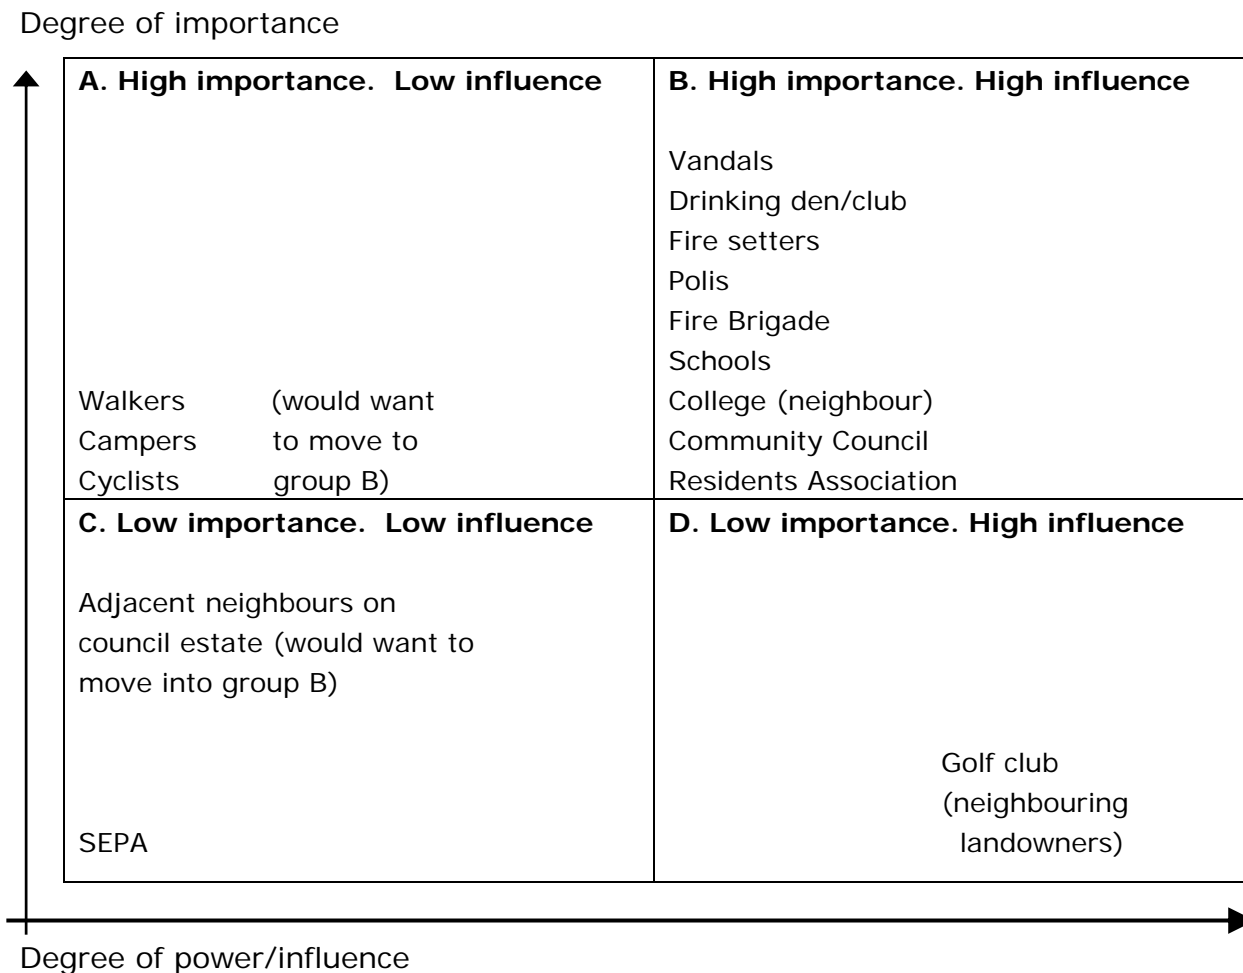 Degree of importance
A. High importance.  Low influence
Walkers (would want
Campers to move to
Cyclists group B)
B. High importance. High influence
Vandals
Drinking den/club
Fire setters
Polis
Fire Brigade
Schools
College (neighbour)
Community Council
Residents Association
C. Low importance.  Low influence
Adjacent neighbours on
council estate (would want to
move into group B)
SEPA
D. Low importance. High influence
Golf club
(neighbouring
landowners)
Degree of power/influence